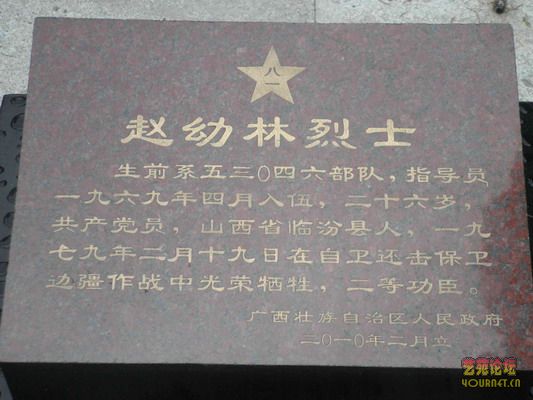 八一
赵幼林烈士
生前系五三〇四六部队，指导员
一九六九年四月入伍，二十六岁，
共产党员，山西省临汾县人，一九
七九年二月十九日在自卫还击保卫
边疆作战中光荣牺牲，二等功臣。
广西壮族自治区人民政府
二〇一〇年二月立
艺苑论坛
YOURNET.CN